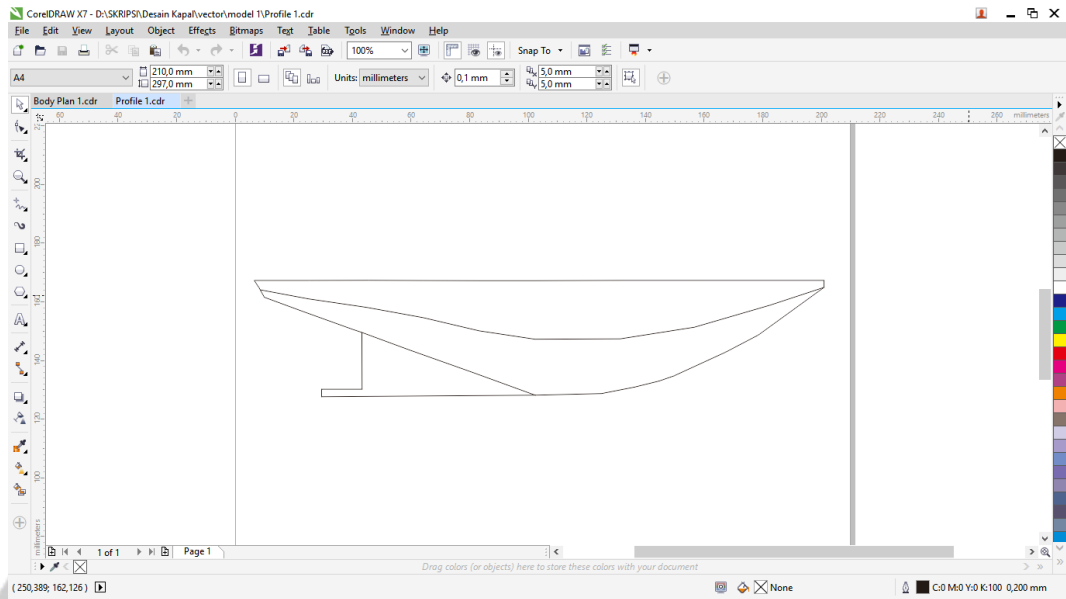 CorelDRAW X7 - D:\SKRIPSI\Desain Kapal\vector\model 1\Profile 1.cdr
File Edit View Layout Object Effects Bitmaps Text Table Tools Window Help
100% Snap To
A4 210,0 mm 297,0 mm Units: millimeters 0,1 mm 5,0 mm 5,0 mm
Body Plan 1.cdr Profile 1.cdr
60 40 20 0 20 40 60 80 100 120 140 160 180 200 220 240 260 millimeters
200
180
160
140
120
100
millimeters
1 of 1 Page 1
Drag colors (or objects) here to store these colors with your document
( 250,389; 162,126 ) None C:0 M:0 Y:0 K:100 0,200 mm